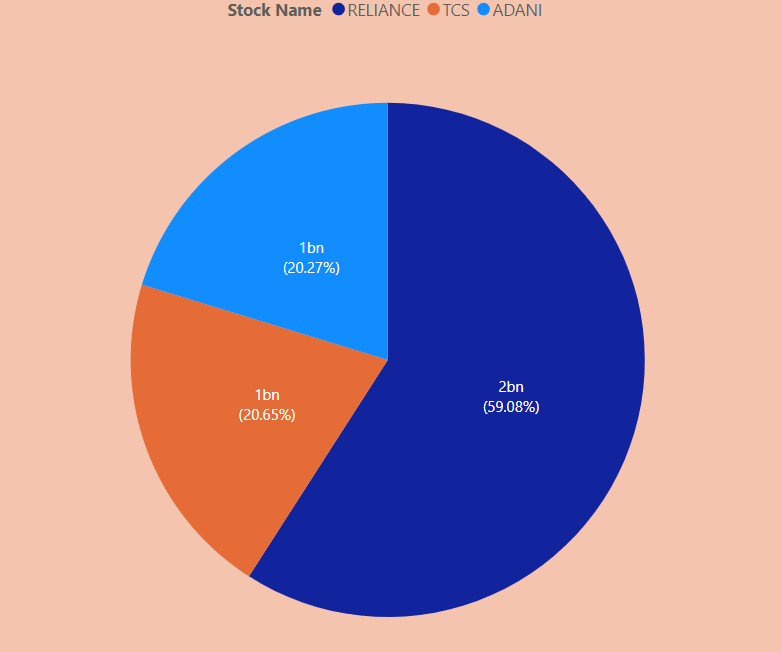 Stock Name RELIANCE TCS ADANI
1bn
(20.27%)
2bn
(59.08%)
1bn
(20.65%)